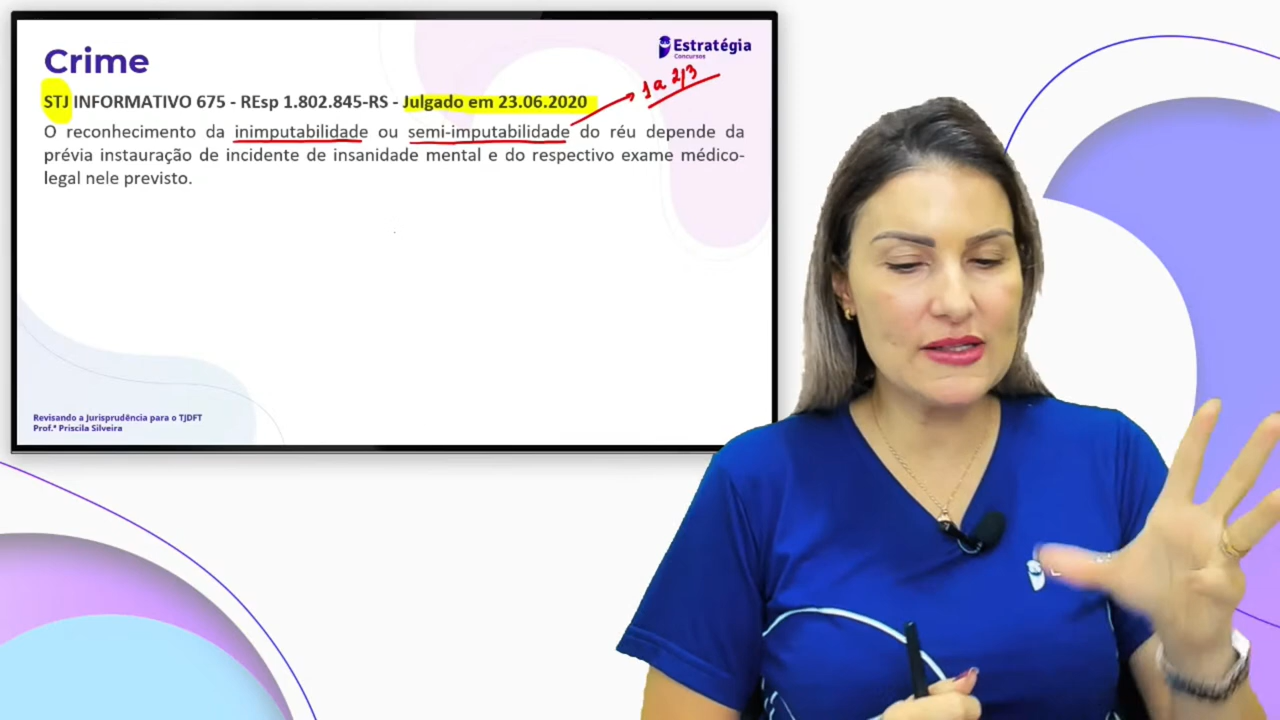 Crime
Estratégia
Concursos
1 a 2/3
STJ INFORMATIVO 675 - REsp 1.802.845-RS - Julgado em 23.06.2020
O reconhecimento da inimputabilidade ou semi-imputabilidade do réu depende da
prévia instauração de incidente de insanidade mental e do respectivo exame médico-
legal nele previsto.
Revisando a Jurisprudência para o TJDFT
Prof.ª Priscila Silveira